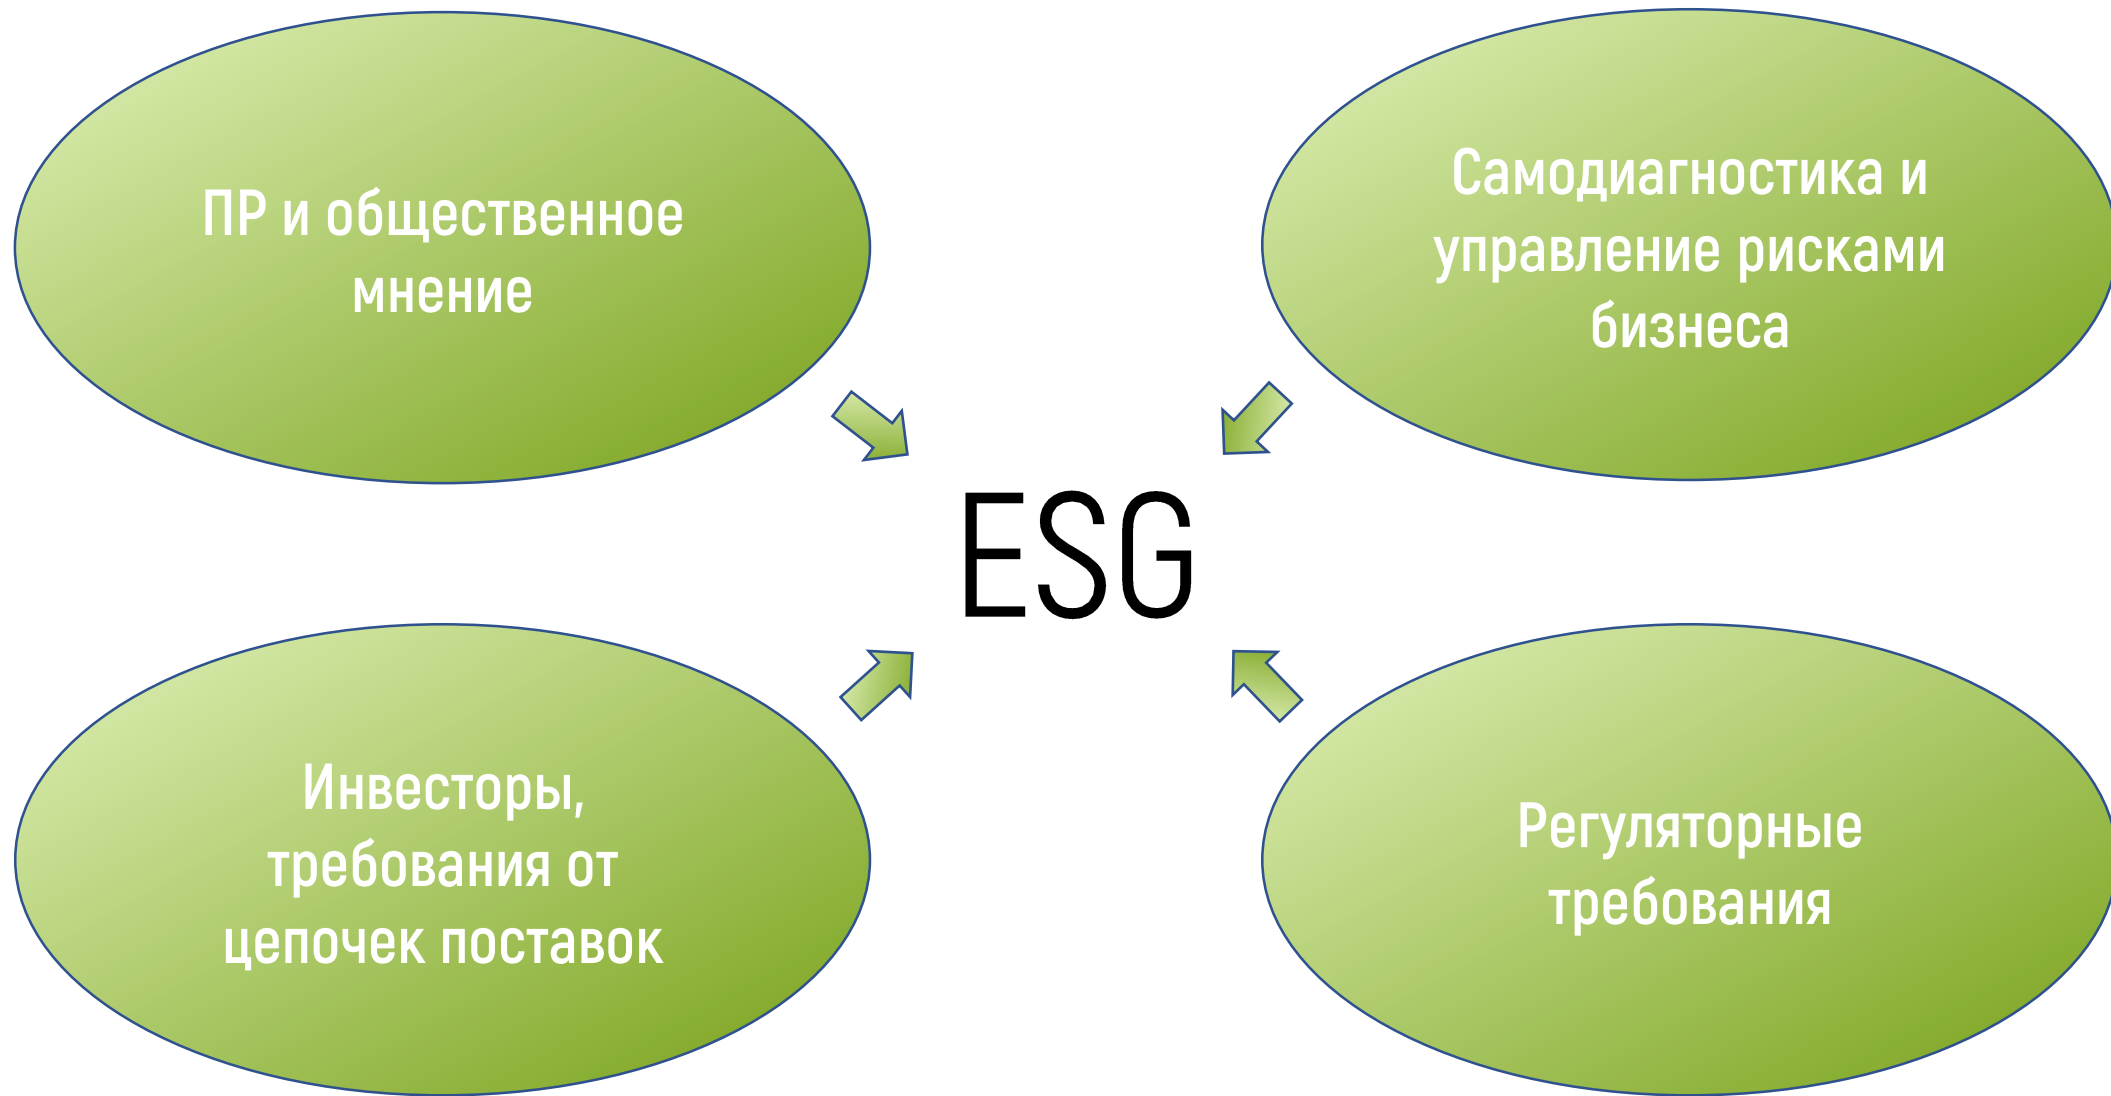 ПР и общественное
мнение
Самодиагностика и
управление рисками
бизнеса
ESG
Инвесторы,
требования от
цепочек поставок
Регуляторные
требования